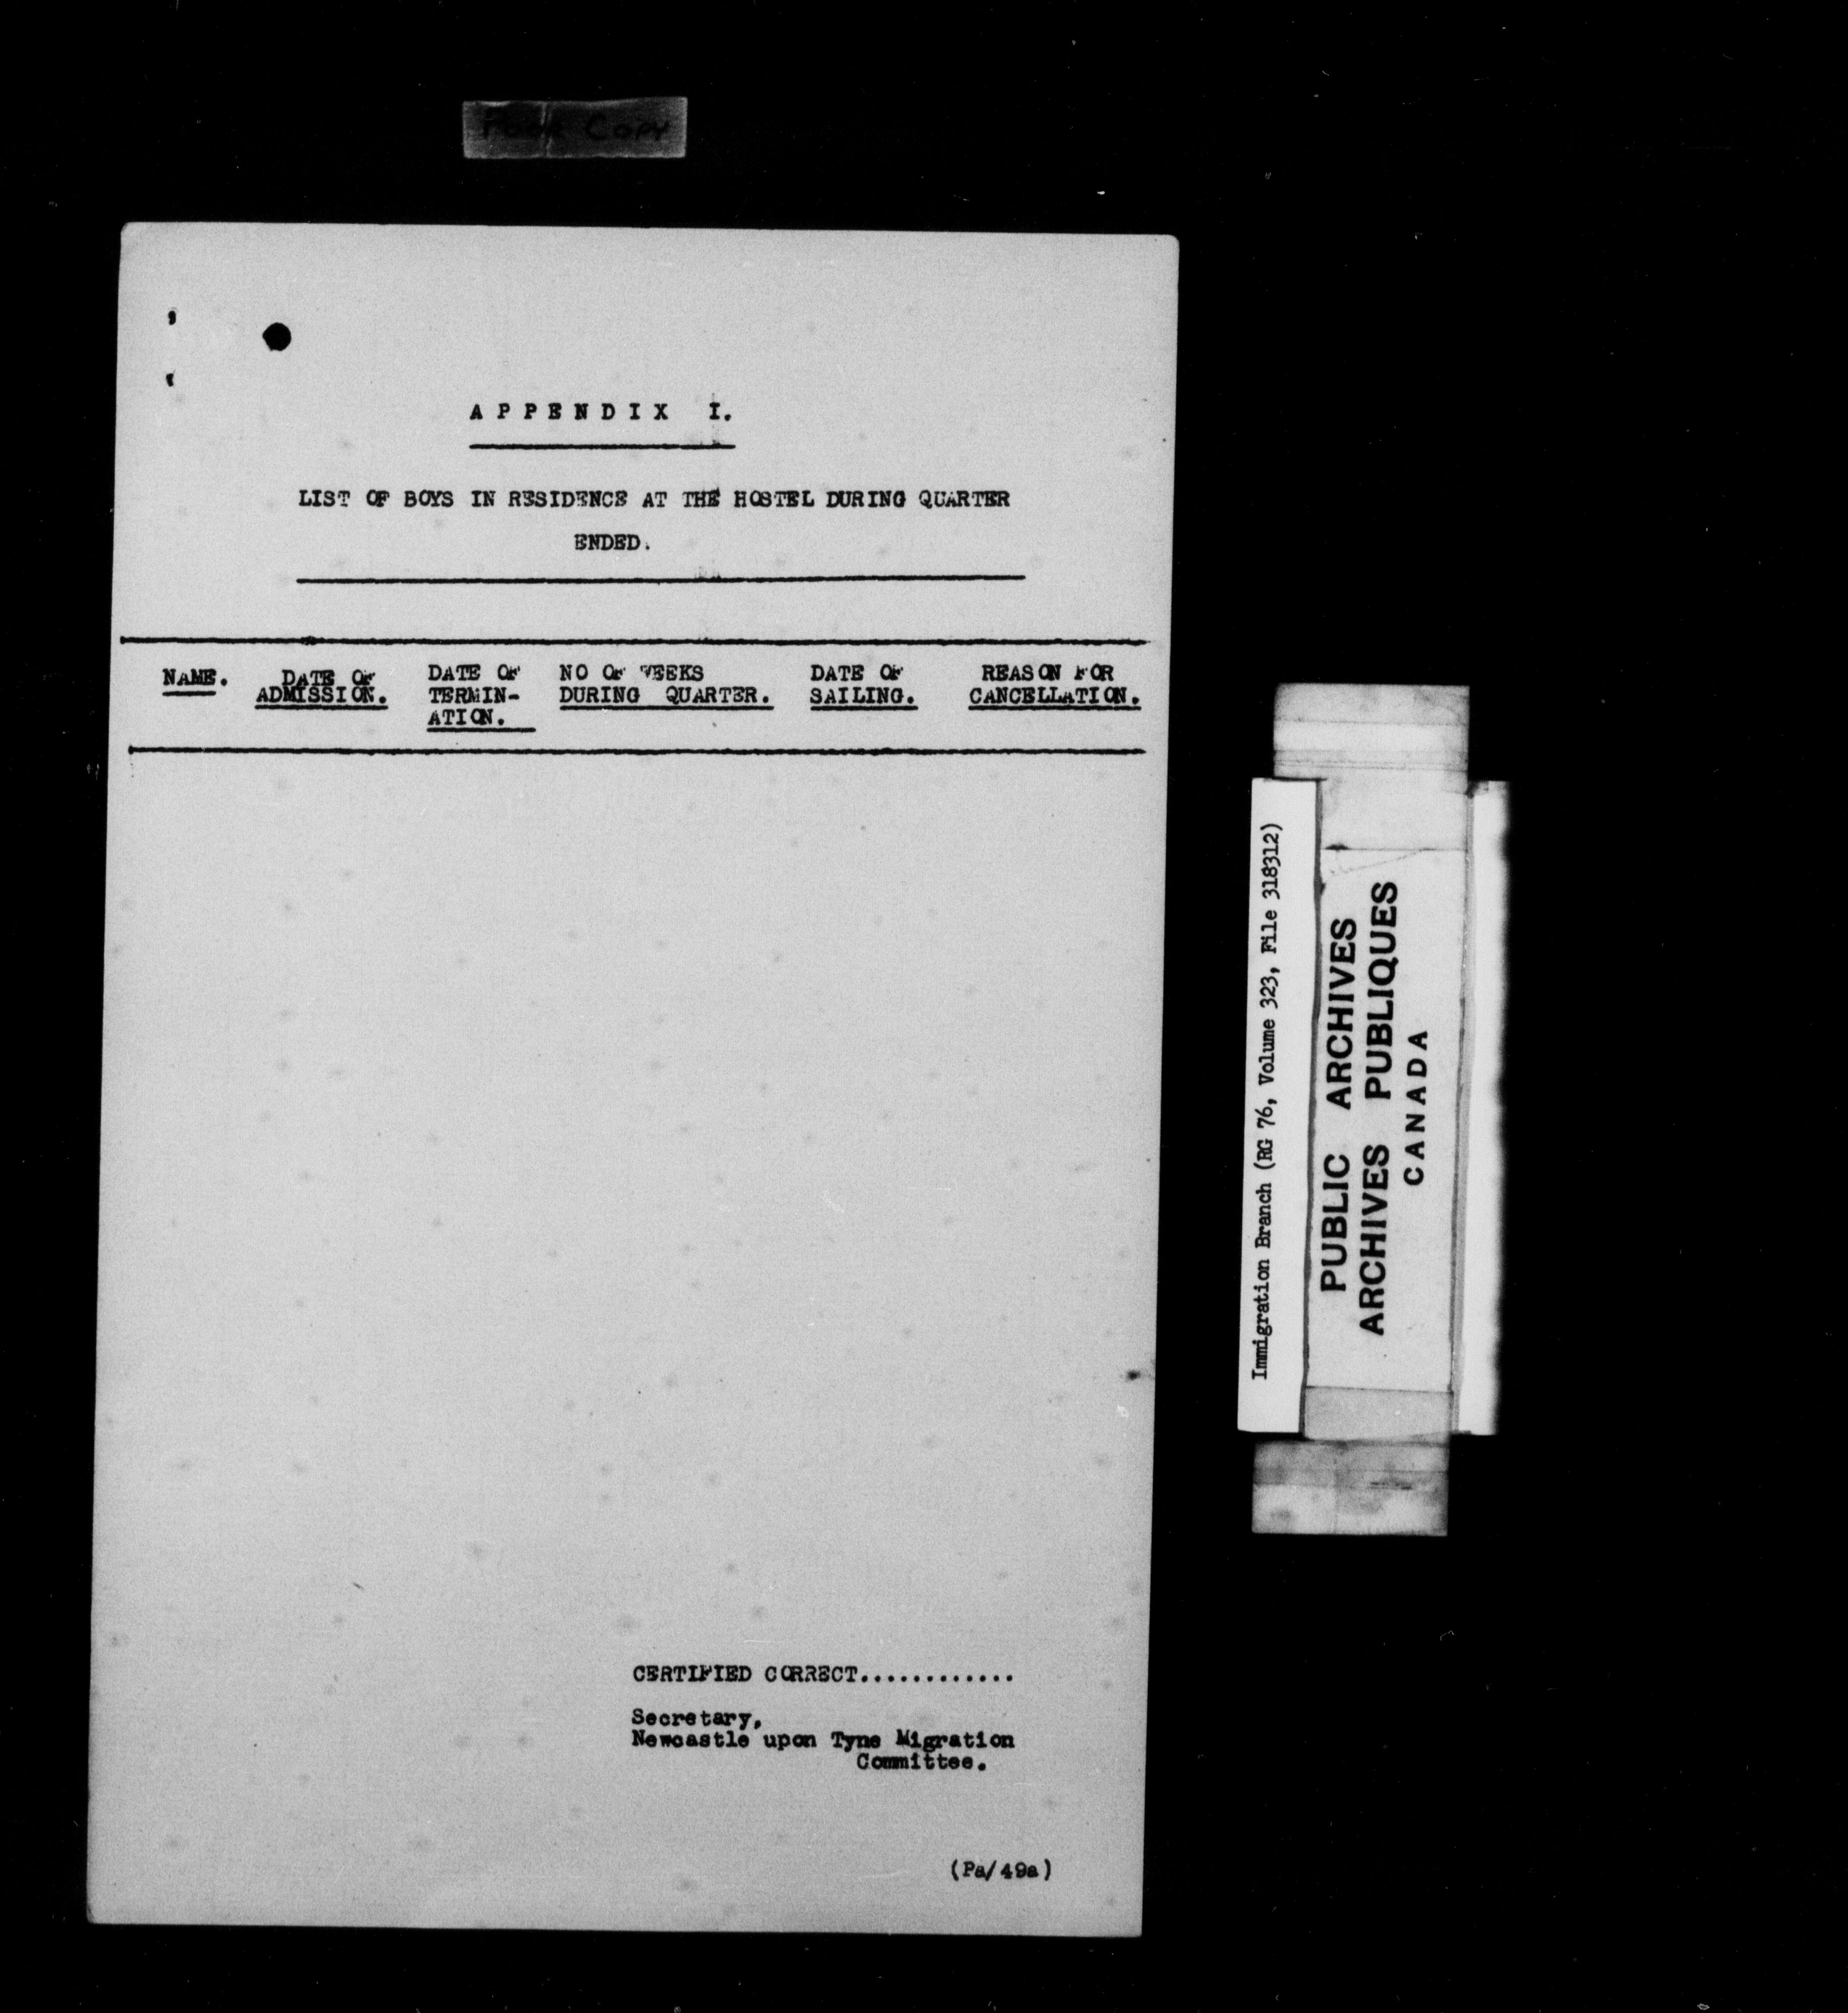 Poor Copy
A P P E N D I X I.
LIST OF BOYS IN RESIDENCE AT THE HOSTEL DURING QUARTER
ENDED.
NAME. DATE OF ADMISSION. DATE OF TERMIN- ATION. NO OF WEEKS DURING QUARTER. DATE OF SAILING. REASON FOR CANCELLATION.
CERTIFIED CORRECT............
Secretary,
Newcastle upon Tyne Migration
Committee.
(Pa/49a)
Immigration Branch (RG 76, Volume 323, File 318312)
PUBLIC ARCHIVES
ARCHIVES PUBLIQUES
CANADA